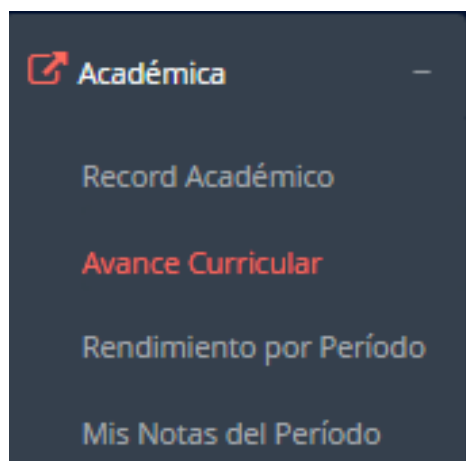 Académica
Record Académico
Avance Curricular
Rendimiento por Período
Mis Notas del Período